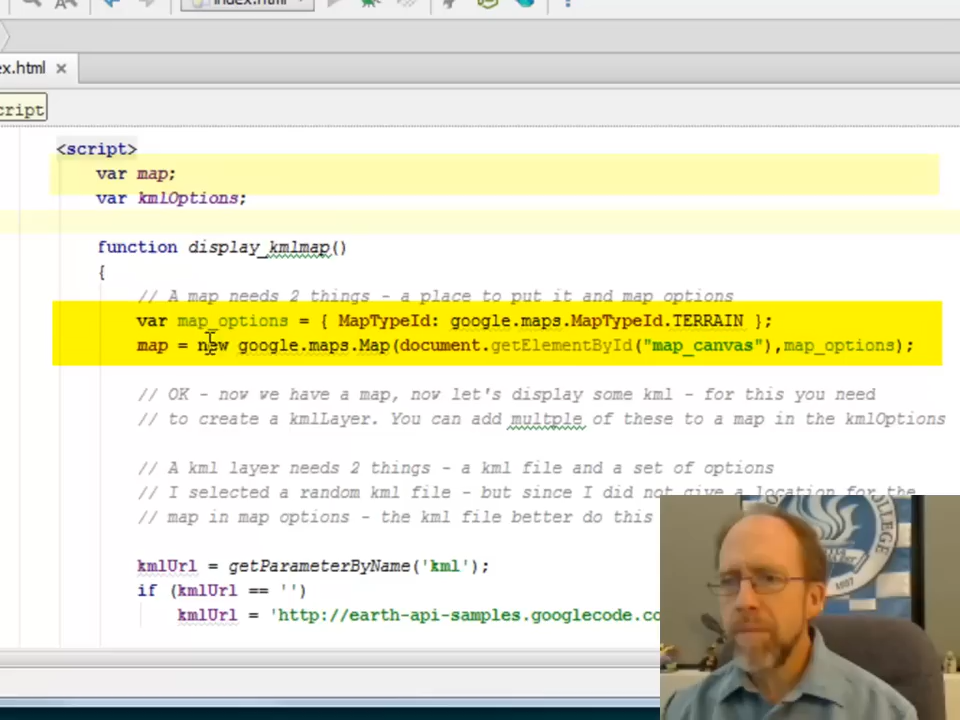 index.html
ex.html
cript
<script>
var map;
var kmlOptions;
function display_kmlmap()
{
// A map needs 2 things - a place to put it and map options
var map_options = { MapTypeId: google.maps.MapTypeId.TERRAIN };
map = new google.maps.Map(document.getElementById("map_canvas"),map_options);
// OK - now we have a map, now let's display some kml - for this you need
// to create a kmlLayer. You can add multple of these to a map in the kmlOptions
// A kml layer needs 2 things - a kml file and a set of options
// I selected a random kml file - but since I did not give a location for the
// map in map options - the kml file better do this
kmlUrl = getParameterByName('kml');
if (kmlUrl == '')
kmlUrl = 'http://earth-api-samples.googlecode.co
COLLEGE